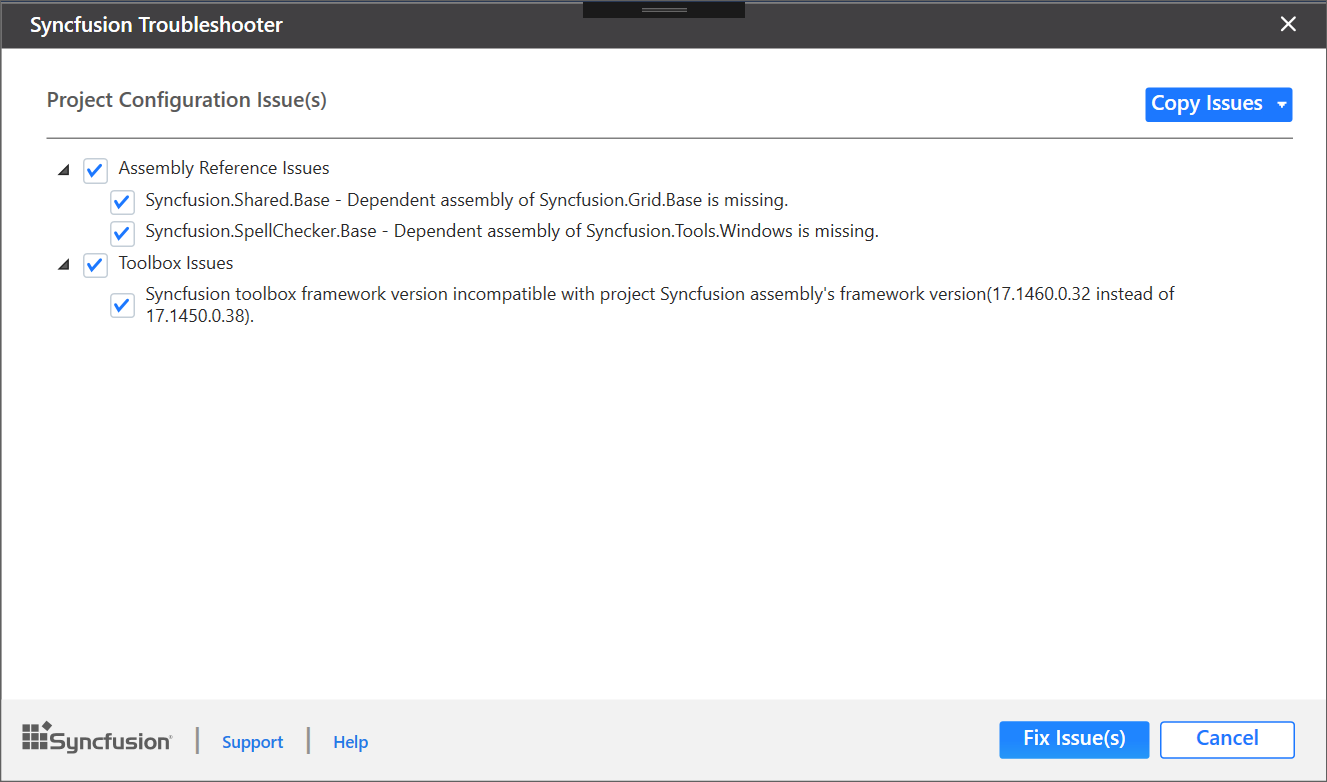 Syncfusion Troubleshooter
Project Configuration Issue(s)
Copy Issues
Assembly Reference Issues
Syncfusion.Shared.Base - Dependent assembly of Syncfusion.Grid.Base is missing.
Syncfusion.SpellChecker.Base - Dependent assembly of Syncfusion.Tools.Windows is missing.
Toolbox Issues
Syncfusion toolbox framework version incompatible with project Syncfusion assembly's framework version(17.1460.0.32 instead of
17.1450.0.38).
Syncfusion® | Support | Help
Fix Issue(s)
Cancel